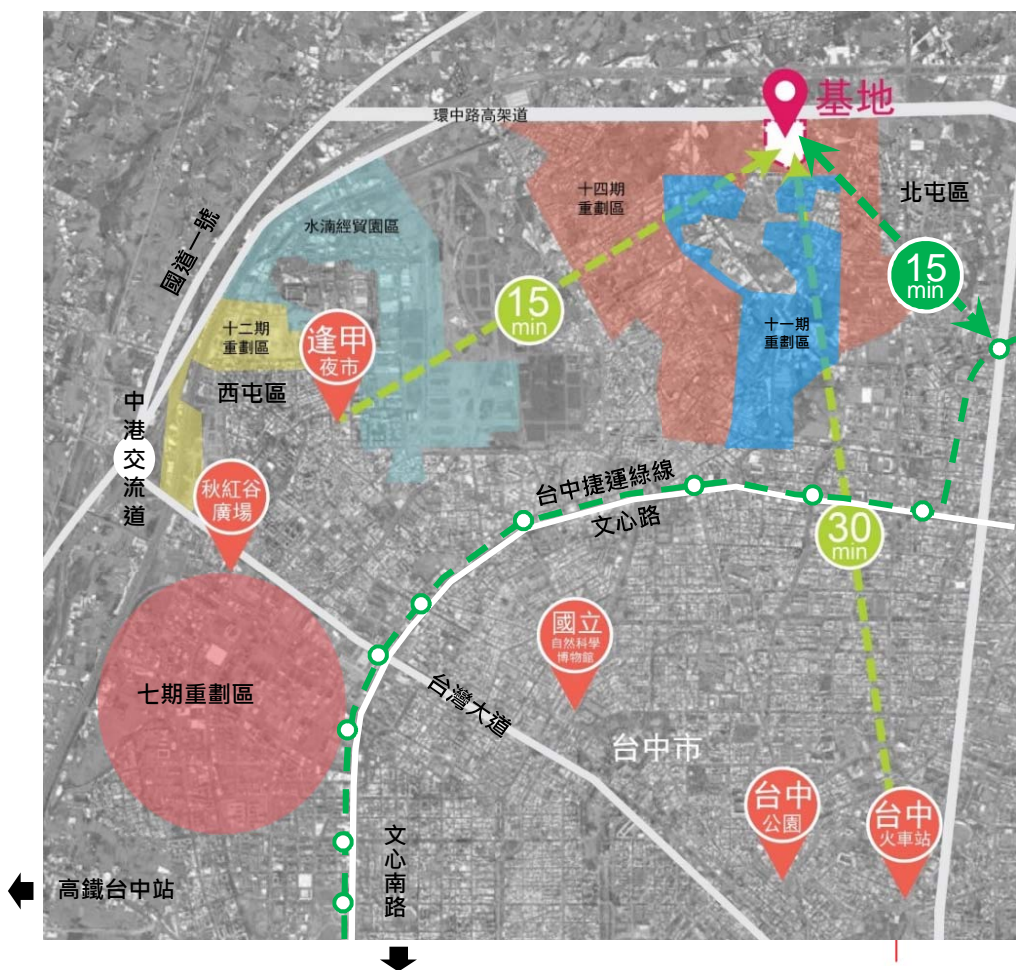 基地
環中路高架道
十四期
重劃區
北屯區
國道一號
水湳經貿園區
15
min
15
min
十二期
重劃區
逢甲
夜市
十一期
重劃區
西屯區
中港交流道
秋紅谷
廣場
台中捷運綠線
文心路
30
min
國立
自然科學
博物館
七期重劃區
台灣大道
台中市
台中
公園
台中
火車站
文心南路
高鐵台中站